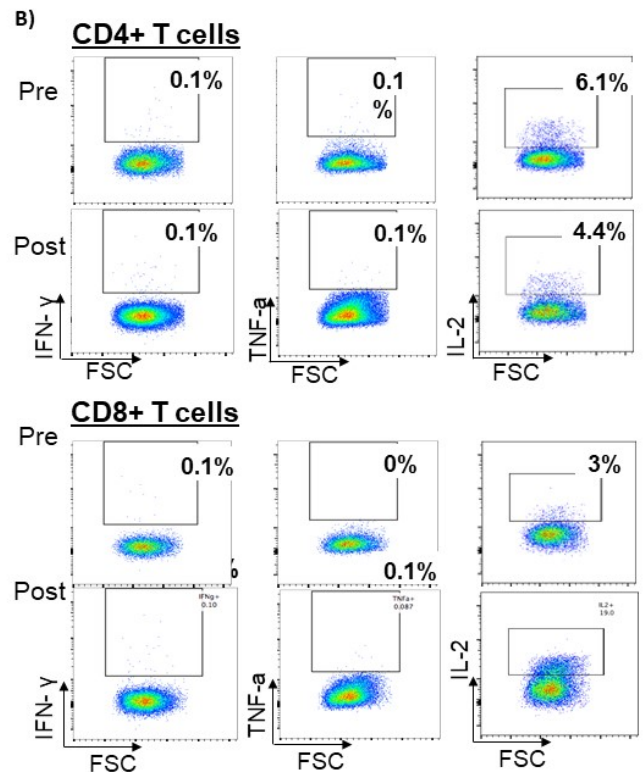 B)
CD4+ T cells
Pre
0.1%
0.1
%
6.1%
Post
0.1%
0.1%
4.4%
IFN- γ
TNF-a
IL-2
FSC
FSC
FSC
CD8+ T cells
Pre
0.1%
0%
3%
%
0.1%
Post
IFNg+
0.10
TNFa+
0.087
IL2+
19.0
IFN- γ
TNF-a
IL-2
FSC
FSC
FSC